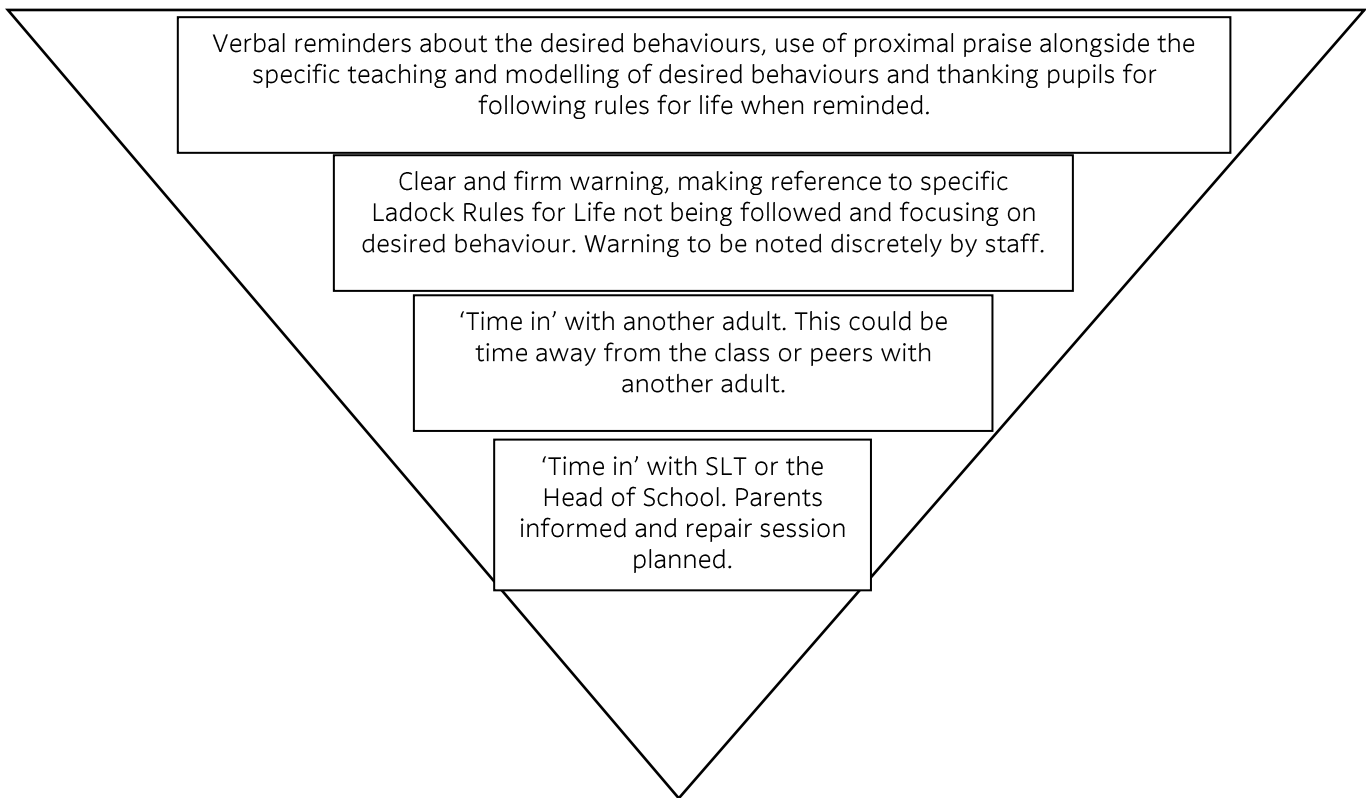 Verbal reminders about the desired behaviours, use of proximal praise alongside the
specific teaching and modelling of desired behaviours and thanking pupils for
following rules for life when reminded.
Clear and firm warning, making reference to specific
Ladock Rules for Life not being followed and focusing on
desired behaviour. Warning to be noted discretely by staff.
‘Time in’ with another adult. This could be
time away from the class or peers with
another adult.
‘Time in’ with SLT or the
Head of School. Parents
informed and repair session
planned.